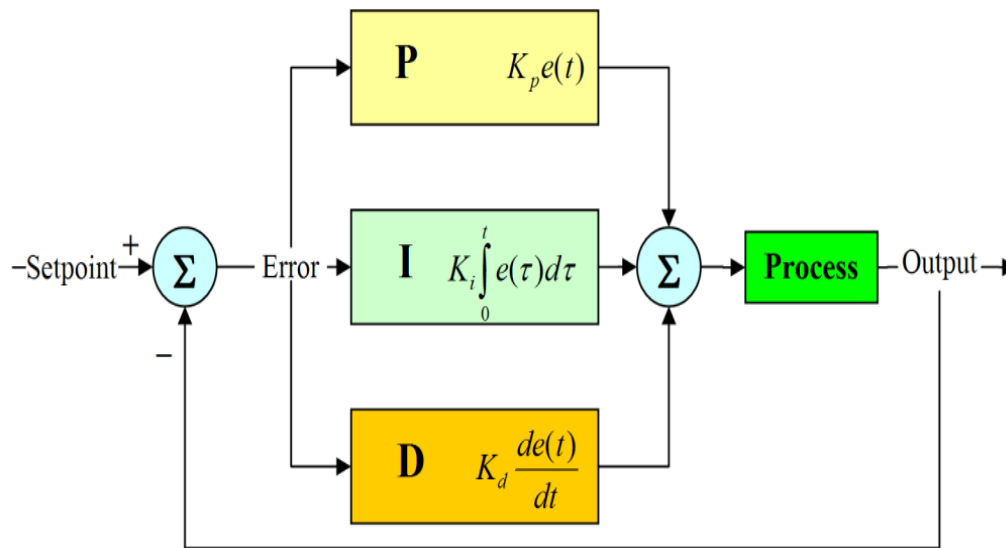 P K_p e(t)
+
–Setpoint Σ Error I K_i ∫_0^t e(τ)dτ Σ Process Output
–
D K_d de(t)/dt